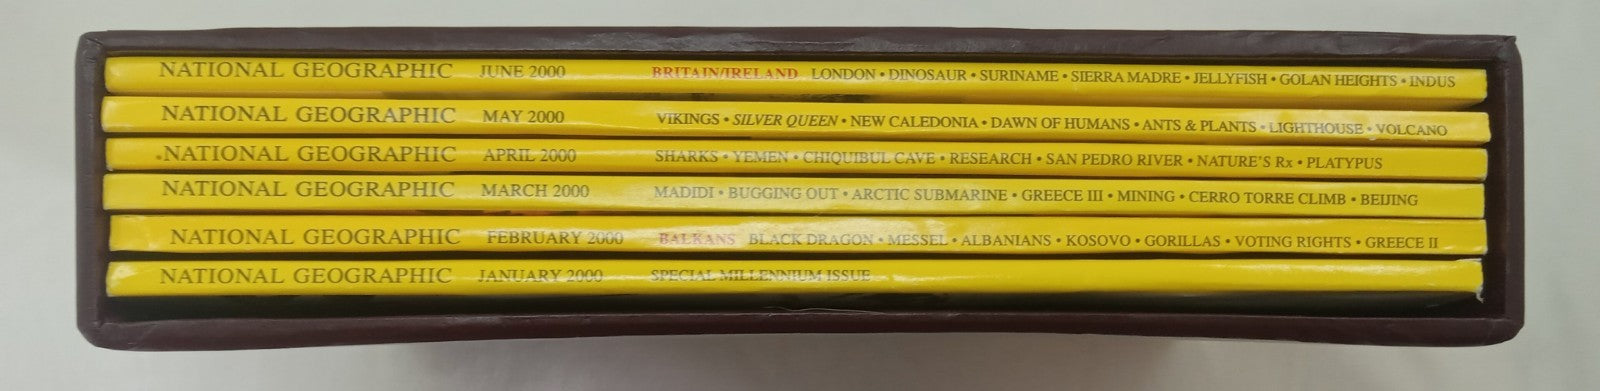 NATIONAL GEOGRAPHIC JUNE 2000 BRITAIN/IRELAND LONDON • DINOSAUR • SURINAME • SIERRA MADRE • JELLYFISH • GOLAN HEIGHTS • INDUS
NATIONAL GEOGRAPHIC MAY 2000 VIKINGS • SILVER QUEEN • NEW CALEDONIA • DAWN OF HUMANS • ANTS & PLANTS • LIGHTHOUSE • VOLCANO
NATIONAL GEOGRAPHIC APRIL 2000 SHARKS • YEMEN • CHIQUIBUL CAVE • RESEARCH • SAN PEDRO RIVER • NATURE'S Rx • PLATYPUS
NATIONAL GEOGRAPHIC MARCH 2000 MADIDI • BUGGING OUT • ARCTIC SUBMARINE • GREECE III • MINING • CERRO TORRE CLIMB • BEIJING
NATIONAL GEOGRAPHIC FEBRUARY 2000 BALKANS BLACK DRAGON • MESSEL • ALBANIANS • KOSOVO • GORILLAS • VOTING RIGHTS • GREECE II
NATIONAL GEOGRAPHIC JANUARY 2000 SPECIAL MILLENNIUM ISSUE